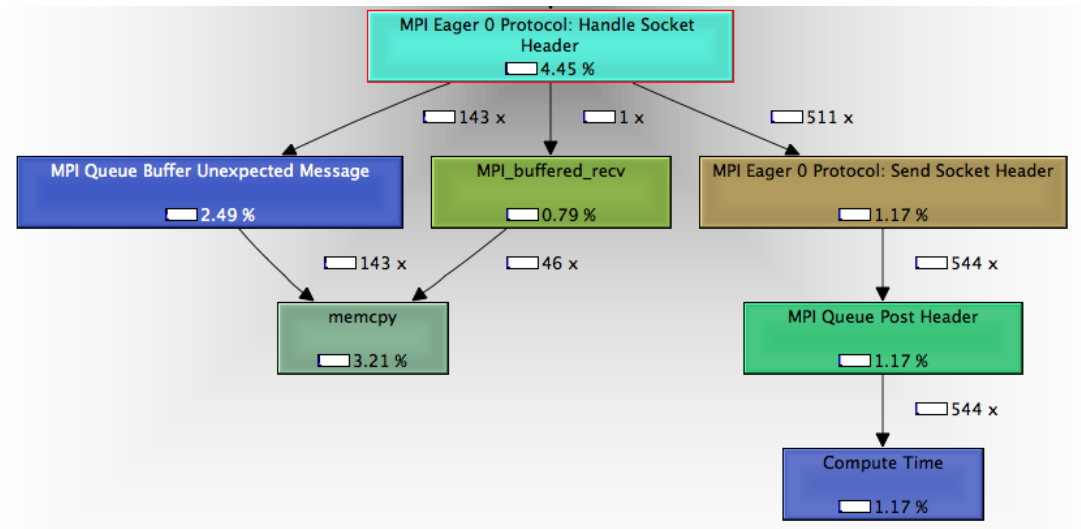 MPI Eager 0 Protocol: Handle Socket
Header
4.45 %
143 x
1 x
511 x
MPI Queue Buffer Unexpected Message
2.49 %
MPI_buffered_recv
0.79 %
MPI Eager 0 Protocol: Send Socket Header
1.17 %
143 x
46 x
544 x
memcpy
3.21 %
MPI Queue Post Header
1.17 %
544 x
Compute Time
1.17 %